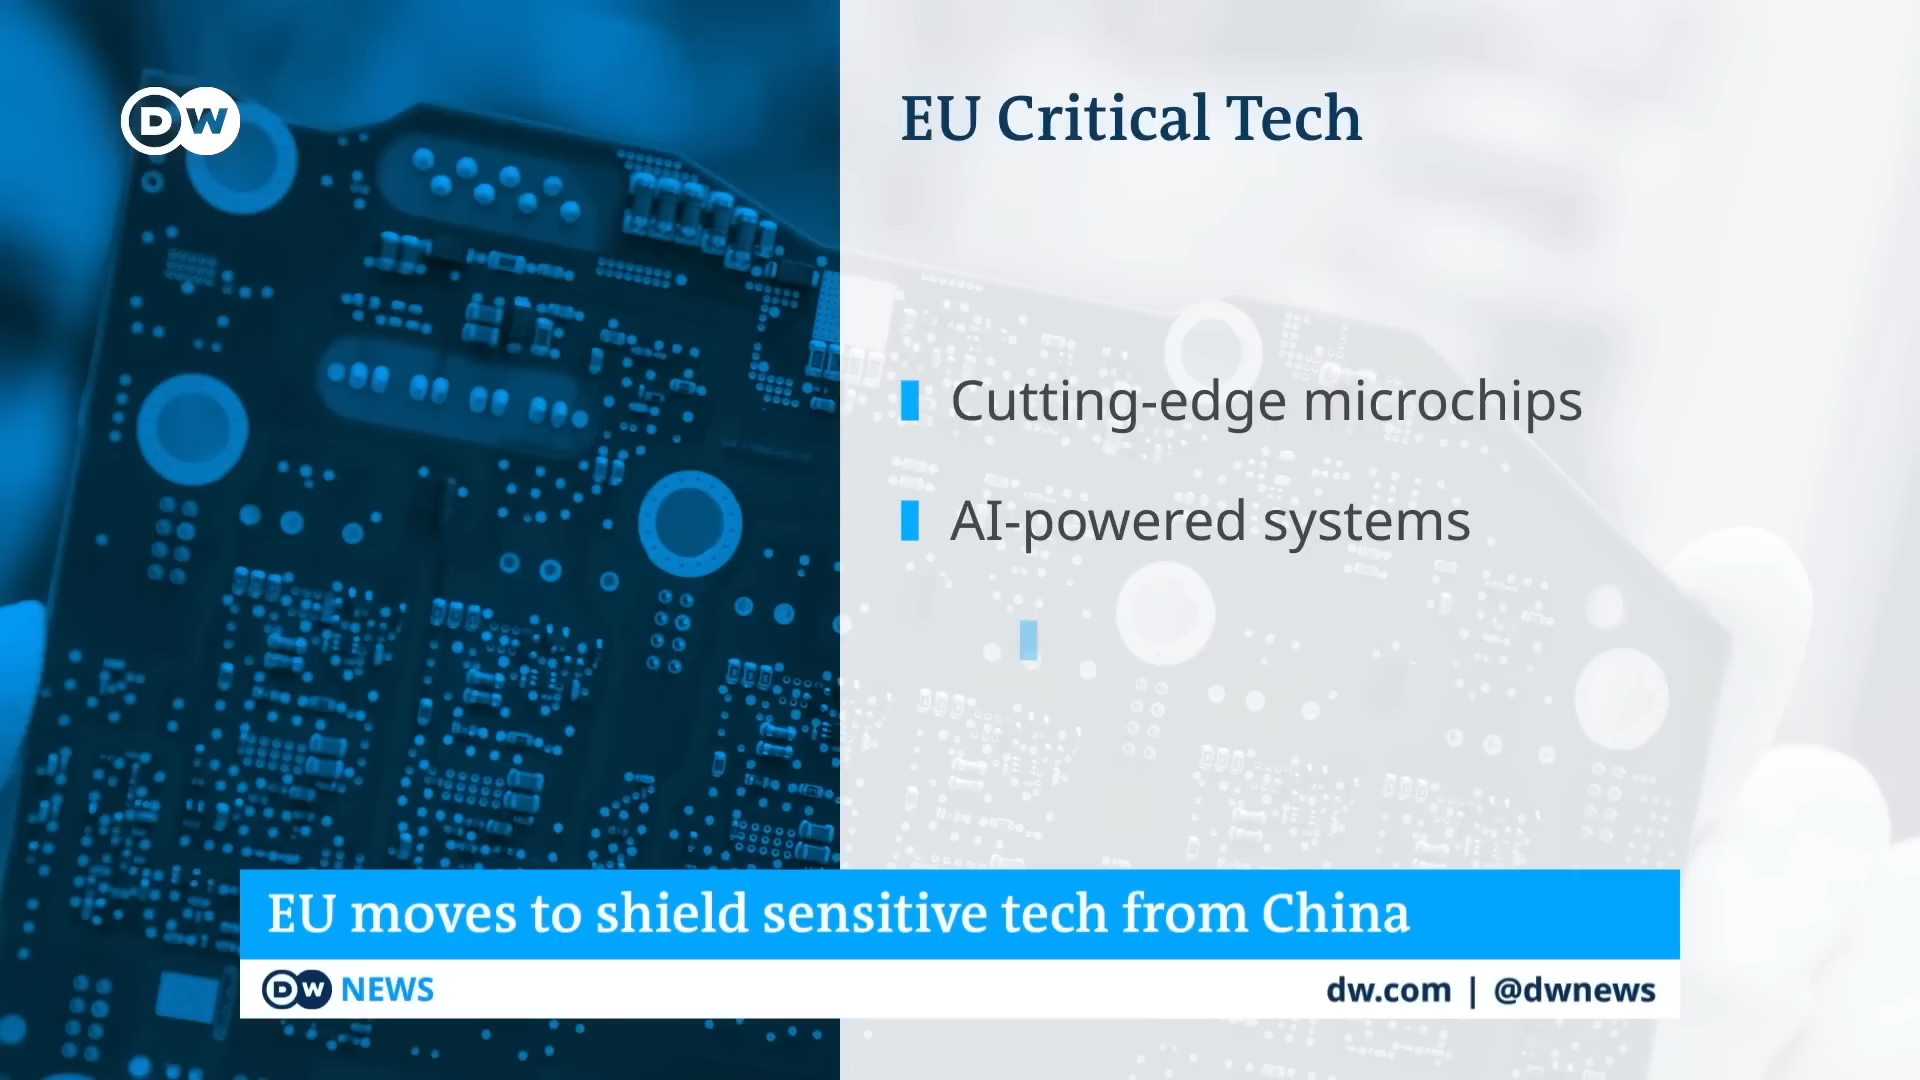 DW
EU Critical Tech
Cutting-edge microchips
AI-powered systems
EU moves to shield sensitive tech from China
DW NEWS
dw.com | @dwnews